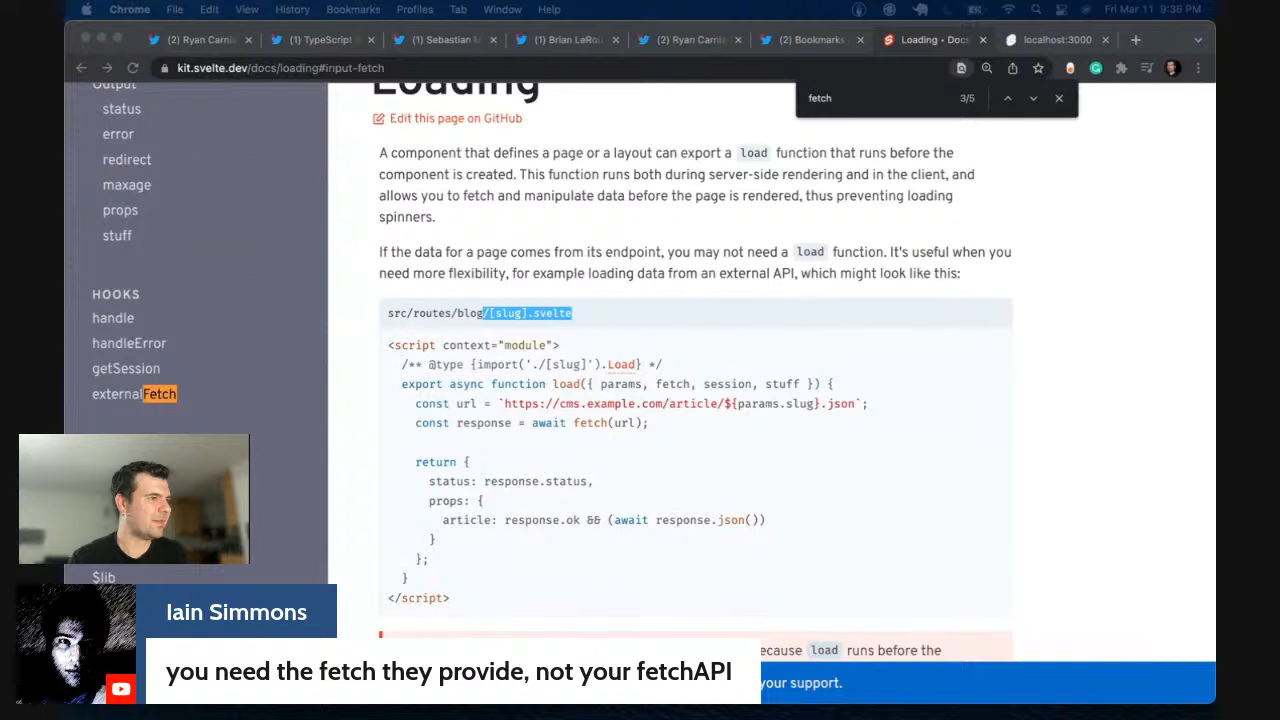 Chrome File Edit View History Bookmarks Profiles Tab Window Help Fri Mar 11 9:36 PM
(2) Ryan Carnia (1) TypeScript (1) Sebastian M (1) Brian LeRou (2) Ryan Carnia (2) Bookmarks Loading • Docs localhost:3000
kit.svelte.dev/docs/loading#input-fetch
fetch 3/5
Output
status
error
redirect
maxage
props
stuff
HOOKS
handle
handleError
getSession
externalFetch
$lib
Loading
Edit this page on GitHub
A component that defines a page or a layout can export a load function that runs before the
component is created. This function runs both during server-side rendering and in the client, and
allows you to fetch and manipulate data before the page is rendered, thus preventing loading
spinners.
If the data for a page comes from its endpoint, you may not need a load function. It's useful when you
need more flexibility, for example loading data from an external API, which might look like this:
src/routes/blog/[slug].svelte
<script context="module">
/** @type {import('./[slug]').Load} */
export async function load({ params, fetch, session, stuff }) {
const url = `https://cms.example.com/article/${params.slug}.json`;
const response = await fetch(url);
return {
status: response.status,
props: {
article: response.ok && (await response.json())
}
};
}
</script>
ecause load runs before the
your support.
Iain Simmons
you need the fetch they provide, not your fetchAPI